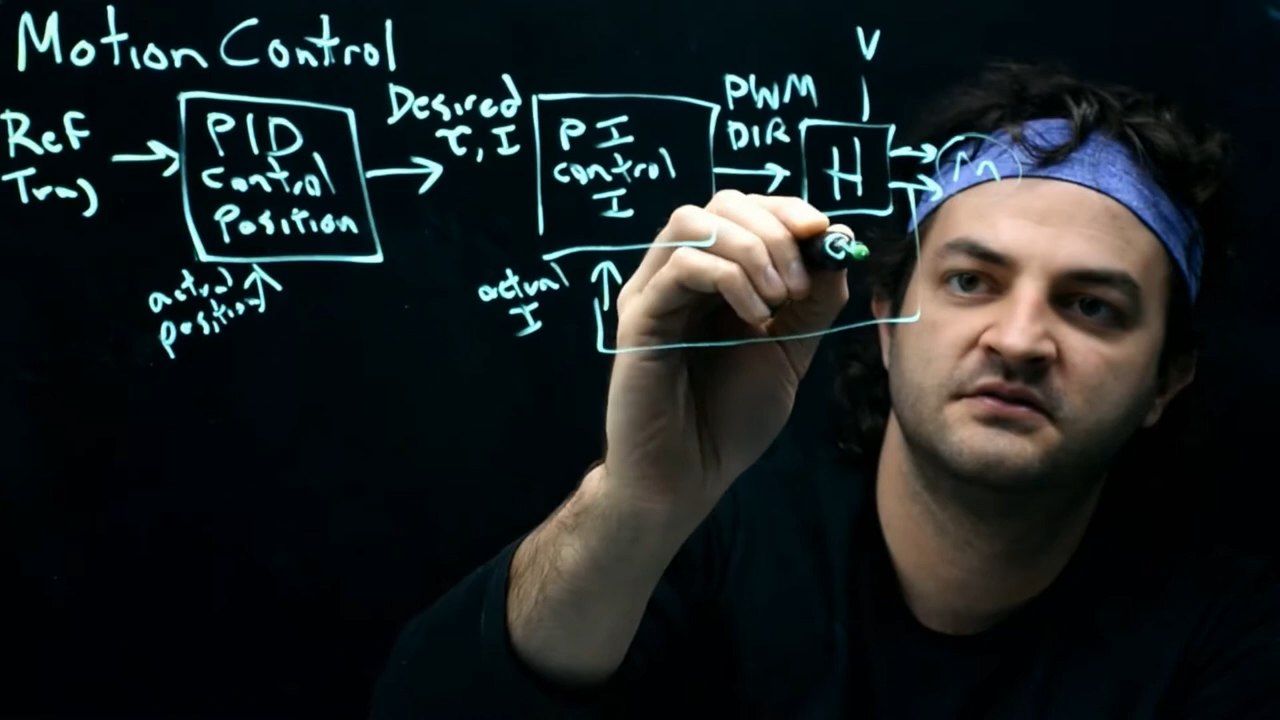 Motion Control
Ref
Traj
PID
control
Position
actual
position
Desired
τ, I
PI
control
I
actual
I
PWM
DIR
V
H
M